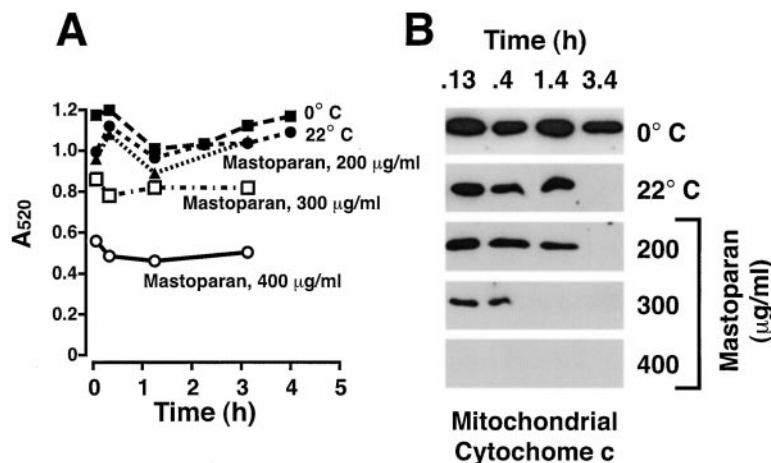 A
A520
1.2
1.0
0.8
0.6
0.4
0.2
0
0° C
22° C
Mastoparan, 200 µg/ml
Mastoparan, 300 µg/ml
Mastoparan, 400 µg/ml
0 1 2 3 4 5
Time (h)
B
Time (h)
.13 .4 1.4 3.4
0° C
22° C
200
300
400
Mastoparan
(µg/ml)
Mitochondrial
Cytochome c